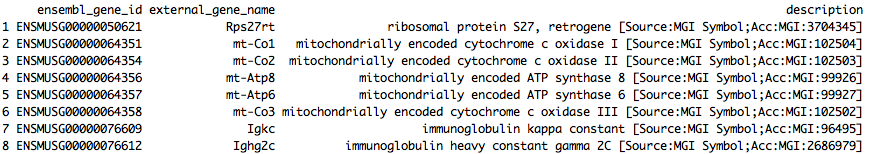 ensembl_gene_id external_gene_name description
1 ENSMUSG00000050621 Rps27rt ribosomal protein S27, retrogene [Source:MGI Symbol;Acc:MGI:3704345]
2 ENSMUSG00000064351 mt-Co1 mitochondrially encoded cytochrome c oxidase I [Source:MGI Symbol;Acc:MGI:102504]
3 ENSMUSG00000064354 mt-Co2 mitochondrially encoded cytochrome c oxidase II [Source:MGI Symbol;Acc:MGI:102503]
4 ENSMUSG00000064356 mt-Atp8 mitochondrially encoded ATP synthase 8 [Source:MGI Symbol;Acc:MGI:99926]
5 ENSMUSG00000064357 mt-Atp6 mitochondrially encoded ATP synthase 6 [Source:MGI Symbol;Acc:MGI:99927]
6 ENSMUSG00000064358 mt-Co3 mitochondrially encoded cytochrome c oxidase III [Source:MGI Symbol;Acc:MGI:102502]
7 ENSMUSG00000076609 Igkc immunoglobulin kappa constant [Source:MGI Symbol;Acc:MGI:96495]
8 ENSMUSG00000076612 Ighg2c immunoglobulin heavy constant gamma 2C [Source:MGI Symbol;Acc:MGI:2686979]